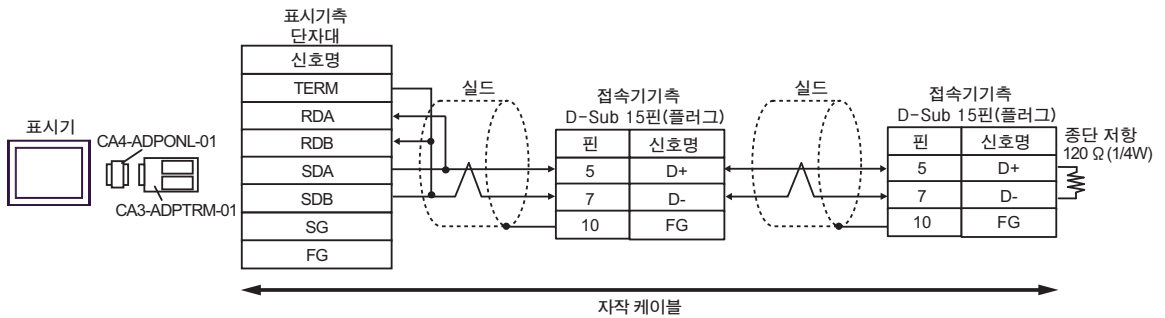 표시기
CA4-ADPONL-01
CA3-ADPTRM-01
표시기측
단자대
신호명
TERM
RDA
RDB
SDA
SDB
SG
FG
실드
접속기기측
D-Sub 15핀(플러그)
핀 신호명
5 D+
7 D-
10 FG
실드
접속기기측
D-Sub 15핀(플러그)
핀 신호명
5 D+
7 D-
10 FG
종단 저항
120 Ω(1/4W)
자작 케이블